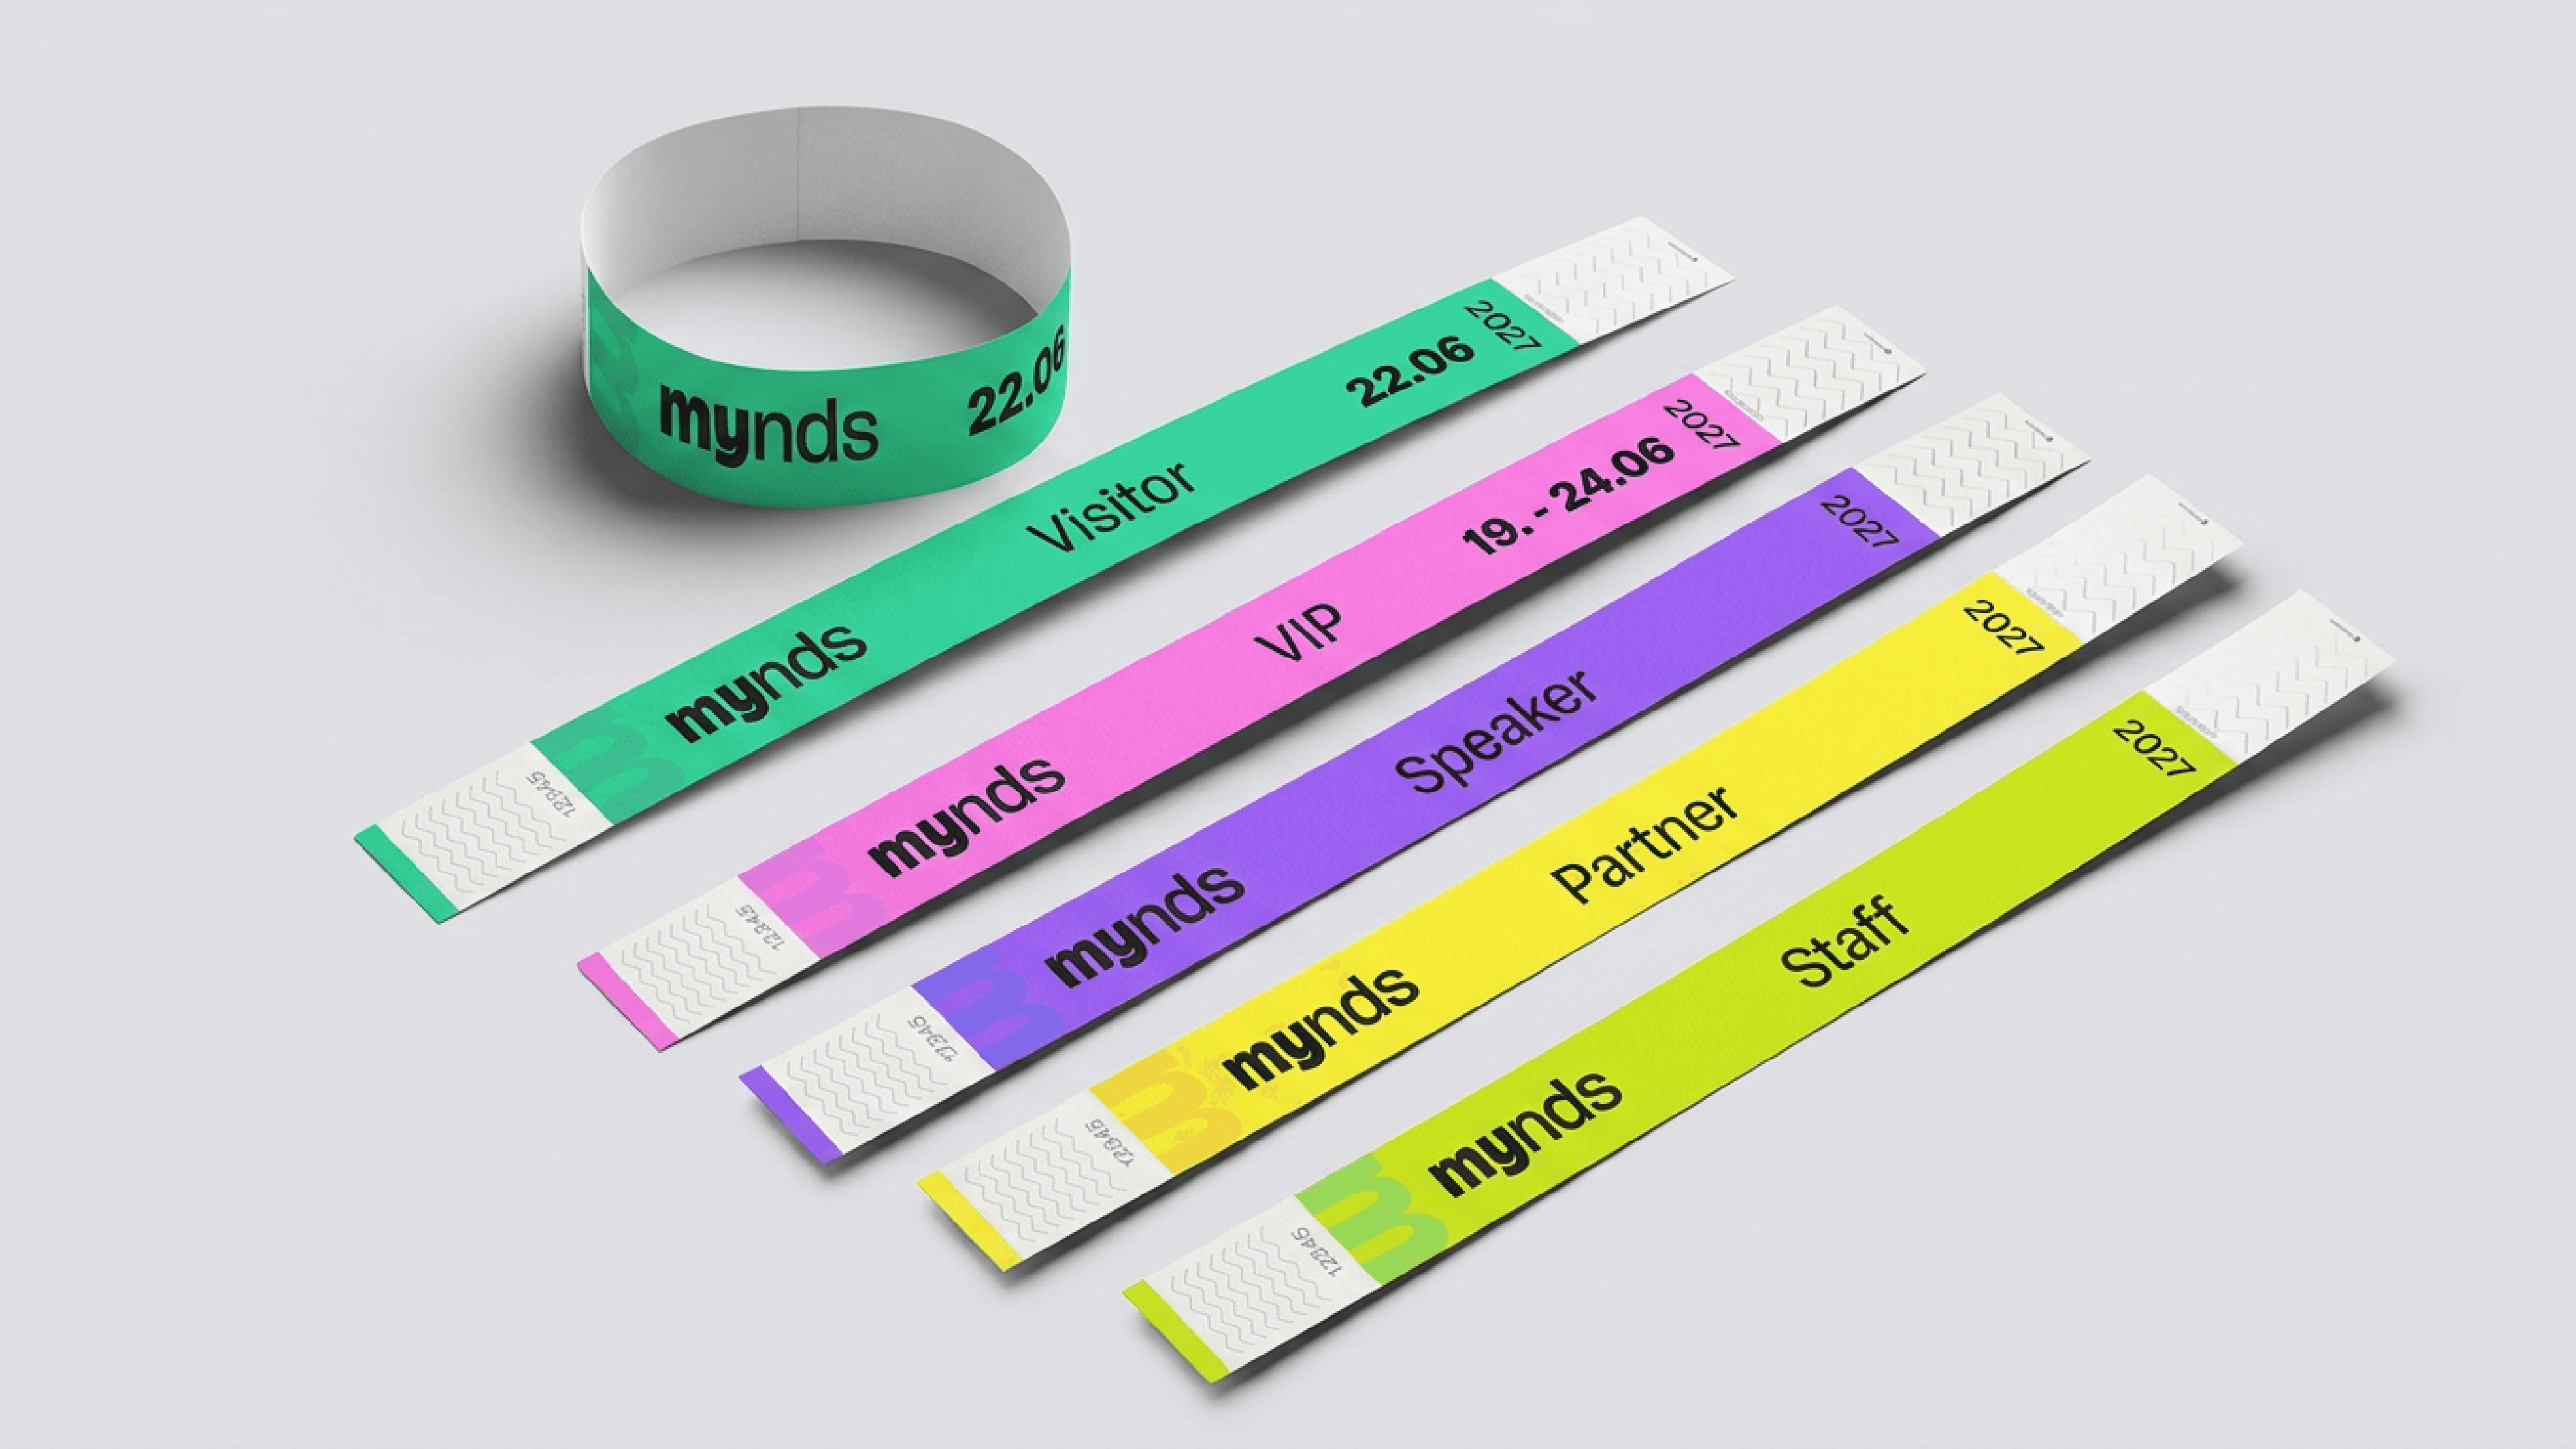 mynds 22.06
mynds Visitor 22.06 2027
12345
mynds VIP 19.-24.06 2027
12345
mynds Speaker 2027
mynds Partner 2027
12345
mynds Staff 2027
12345